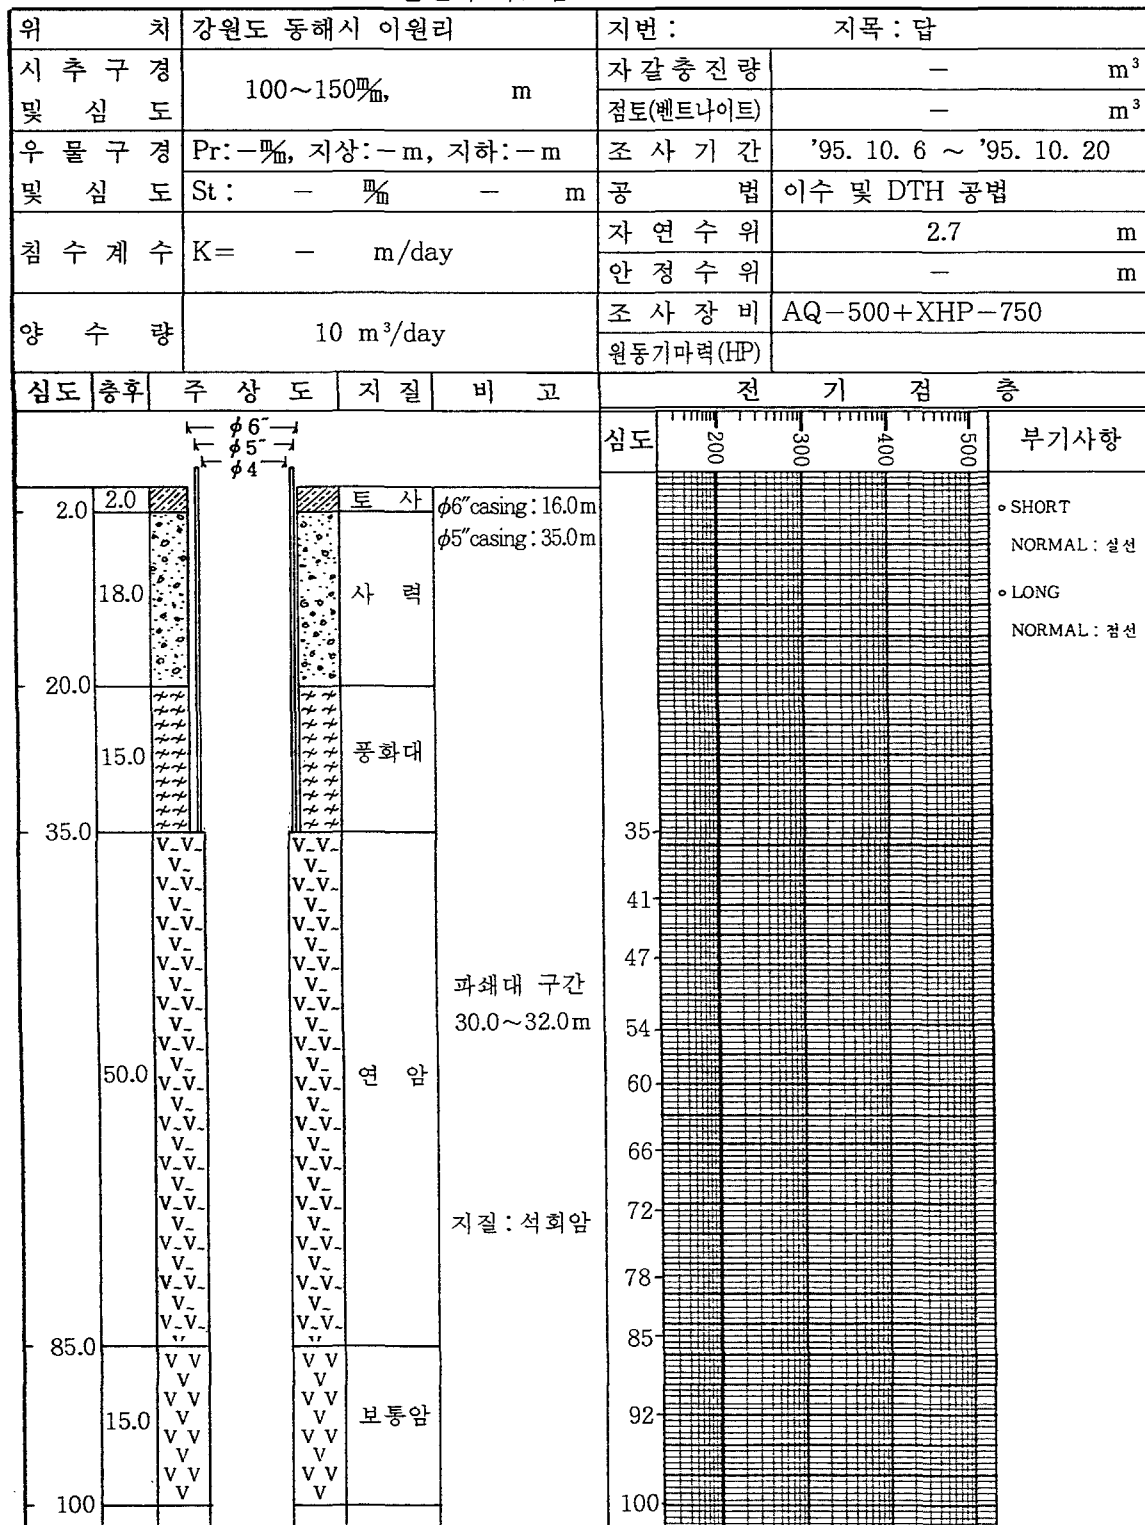 위 치 강원도 동해시 이원리 지번 : 지목 : 답
시 추 구 경 및 심 도 100~150㎜, m 자갈충진량 — m³
점토(벤트나이트) — m³
우 물 구 경 및 심 도 Pr:−㎜, 지상:−m, 지하:−m 조 사 기 간 '95. 10. 6 ~ '95. 10. 20
St : − ㎜ − m 공 법 이수 및 DTH 공법
침 수 계 수 K= − m/day 자 연 수 위 2.7 m
안 정 수 위 — m
양 수 량 10 m³/day 조 사 장 비 AQ−500+XHP−750
원동기마력(HP)
심도 층후 주 상 도 지 질 비 고 전 기 검 층
φ6″
φ5″
φ4
심도 200 300 400 500 부기사항
2.0 2.0 토 사 φ6″casing : 16.0m
φ5″casing : 35.0m
18.0 사 력
20.0
15.0 풍화대
35.0
파쇄대 구간
30.0~32.0m
50.0 연 암
지질 : 석회암
85.0
15.0 보통암
100
∘ SHORT
NORMAL : 실선
∘ LONG
NORMAL : 점선
35
41
47
54
60
66
72
78
85
92
100